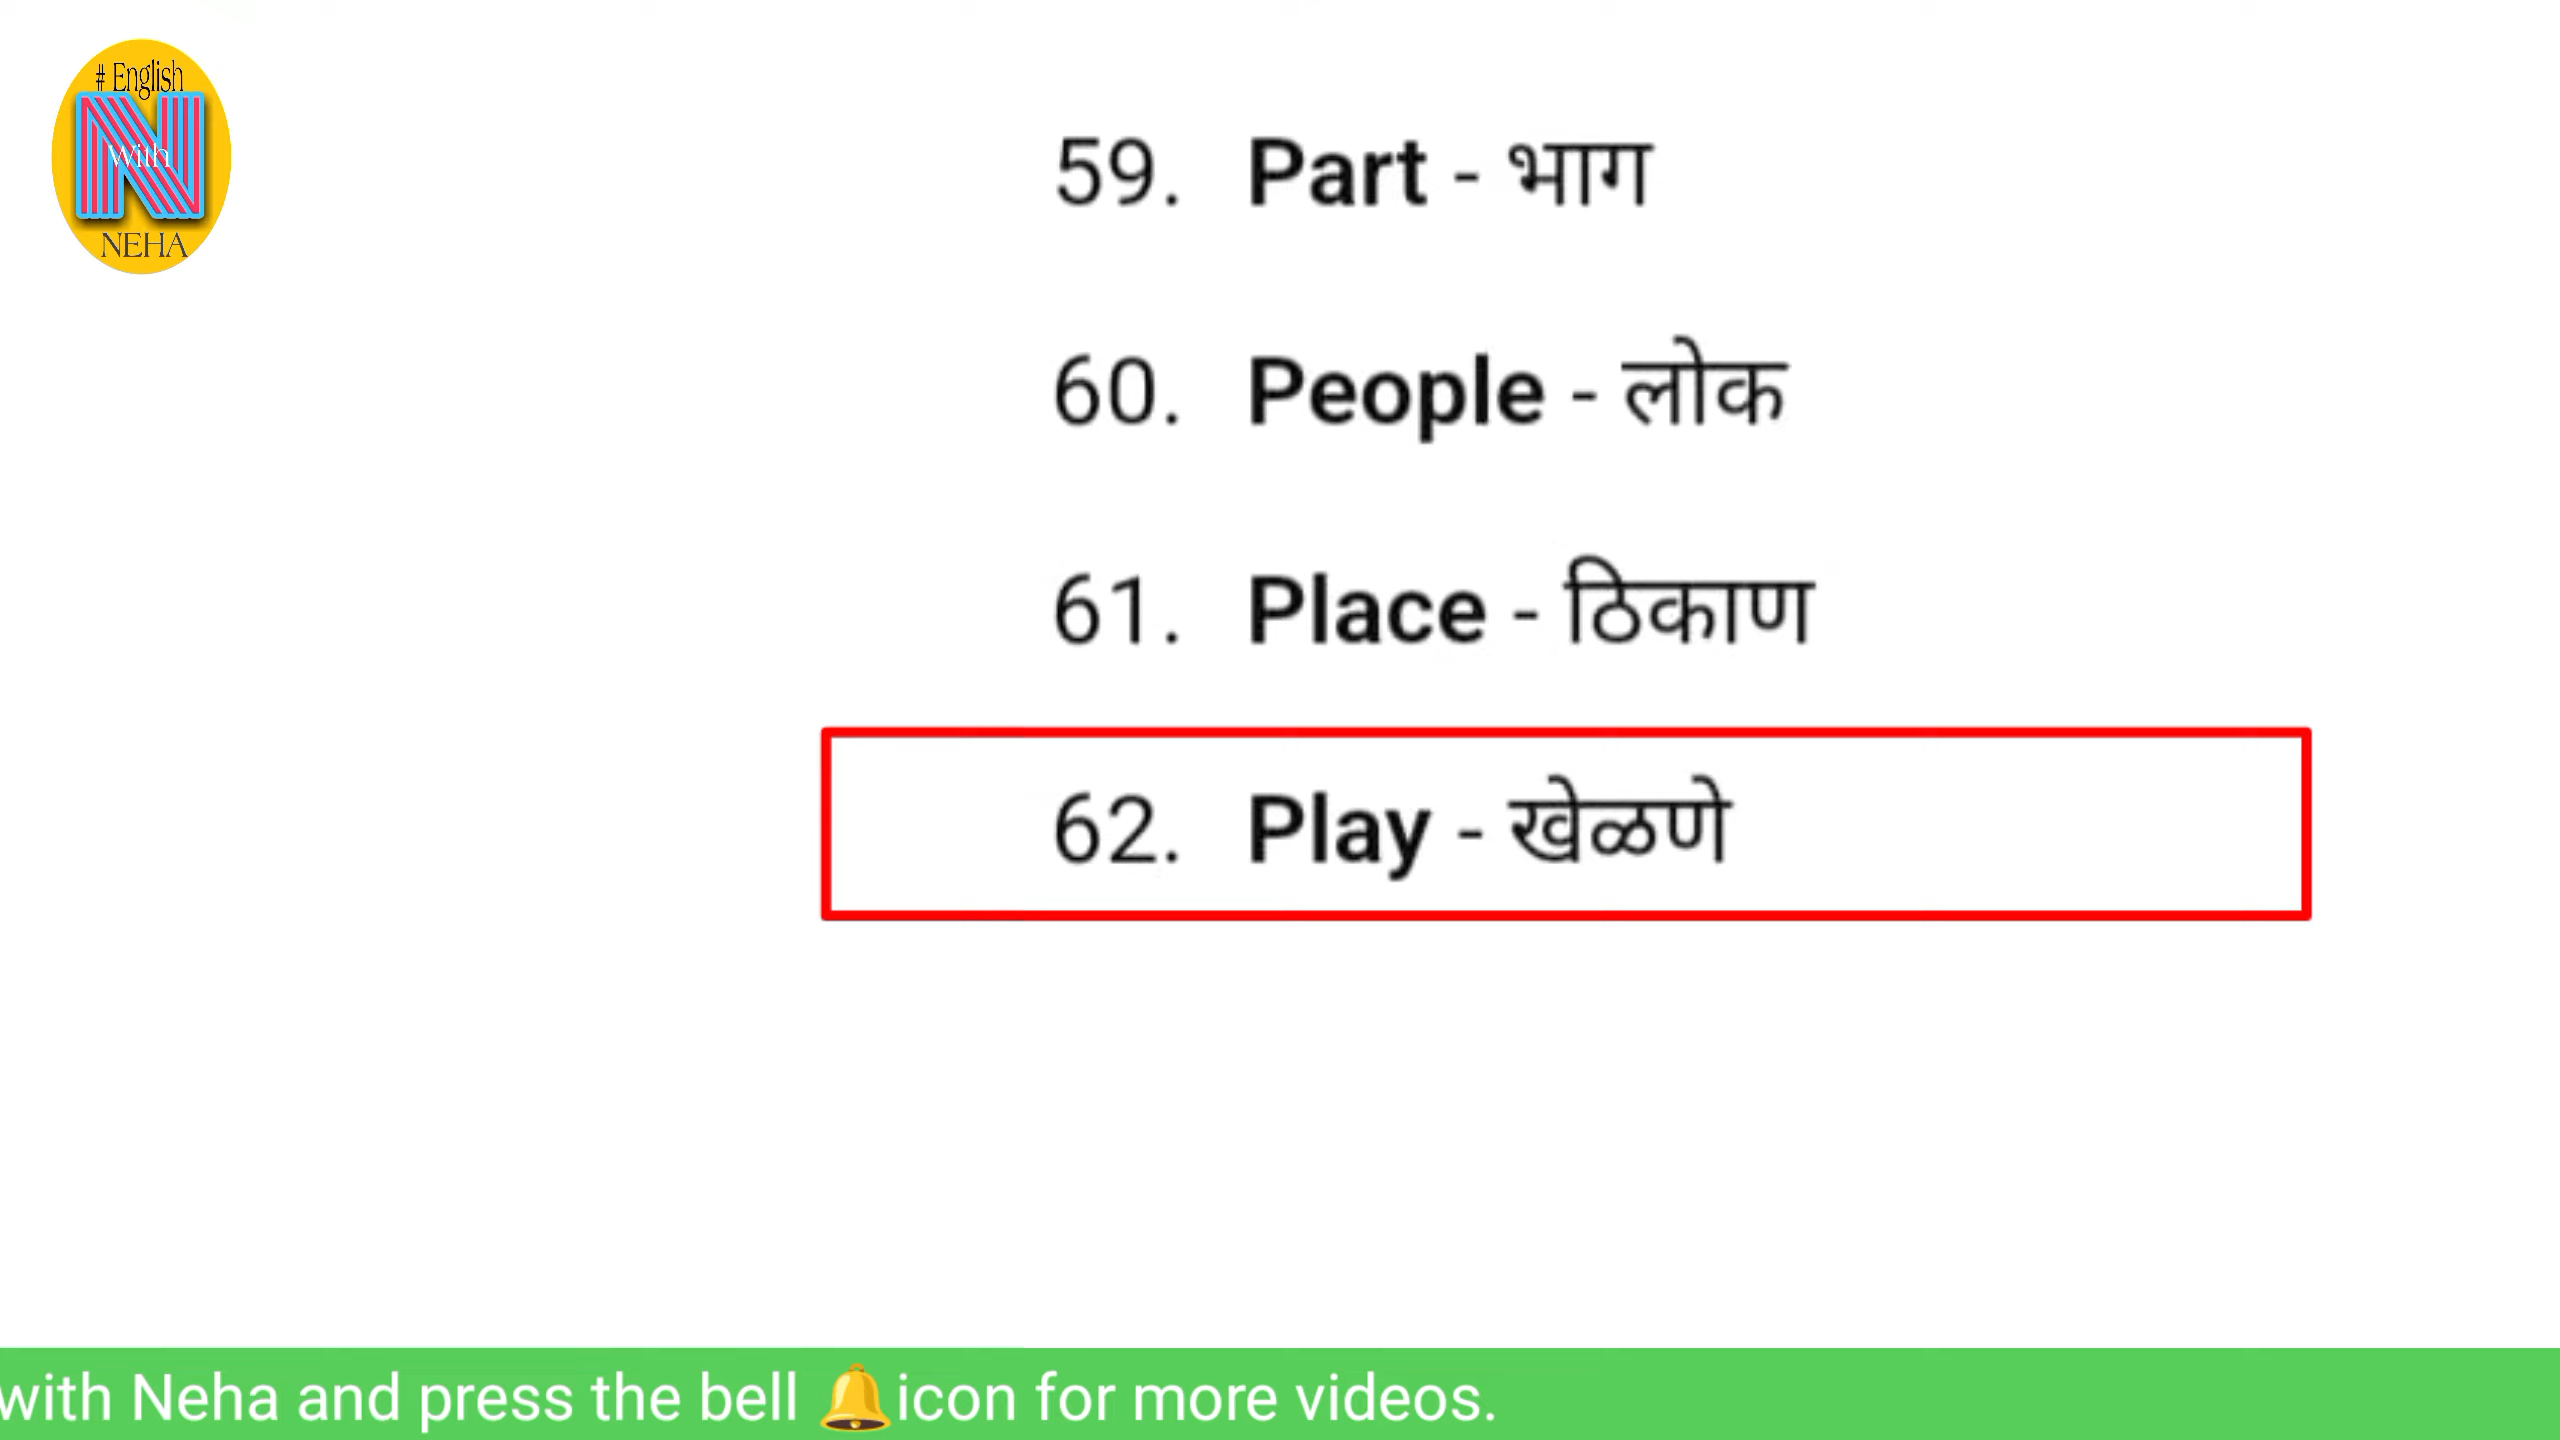 # English
With
NEHA
59. Part - भाग
60. People - लोक
61. Place - ठिकाण
62. Play - खेळणे
with Neha and press the bell 🔔icon for more videos.